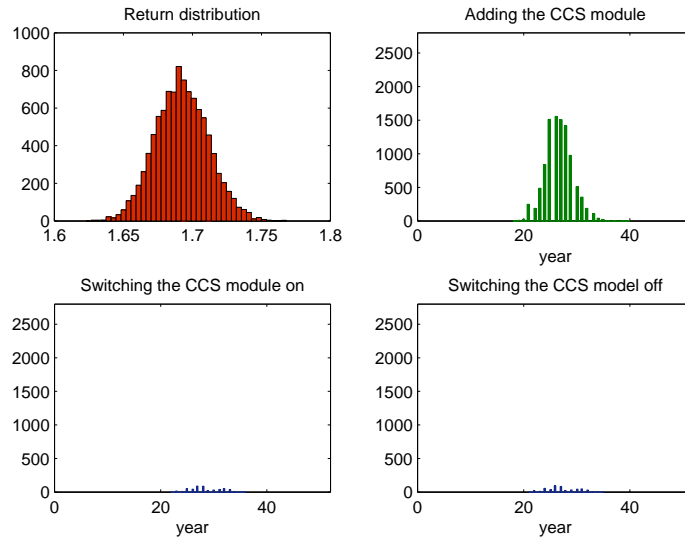 Return distribution
1000
800
600
400
200
0
1.6 1.65 1.7 1.75 1.8
Adding the CCS module
2500
2000
1500
1000
500
0
0 20 40
year
Switching the CCS module on
2500
2000
1500
1000
500
0
0 20 40
year
Switching the CCS model off
2500
2000
1500
1000
500
0
0 20 40
year